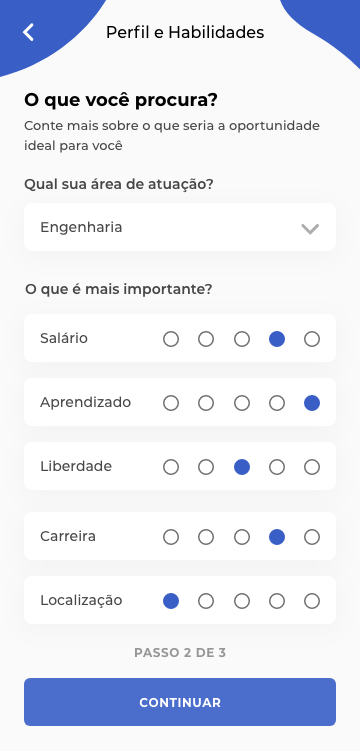 Perfil e Habilidades
O que você procura?
Conte mais sobre o que seria a oportunidade
ideal para você
Qual sua área de atuação?
Engenharia
O que é mais importante?
Salário
Aprendizado
Liberdade
Carreira
Localização
PASSO 2 DE 3
CONTINUAR